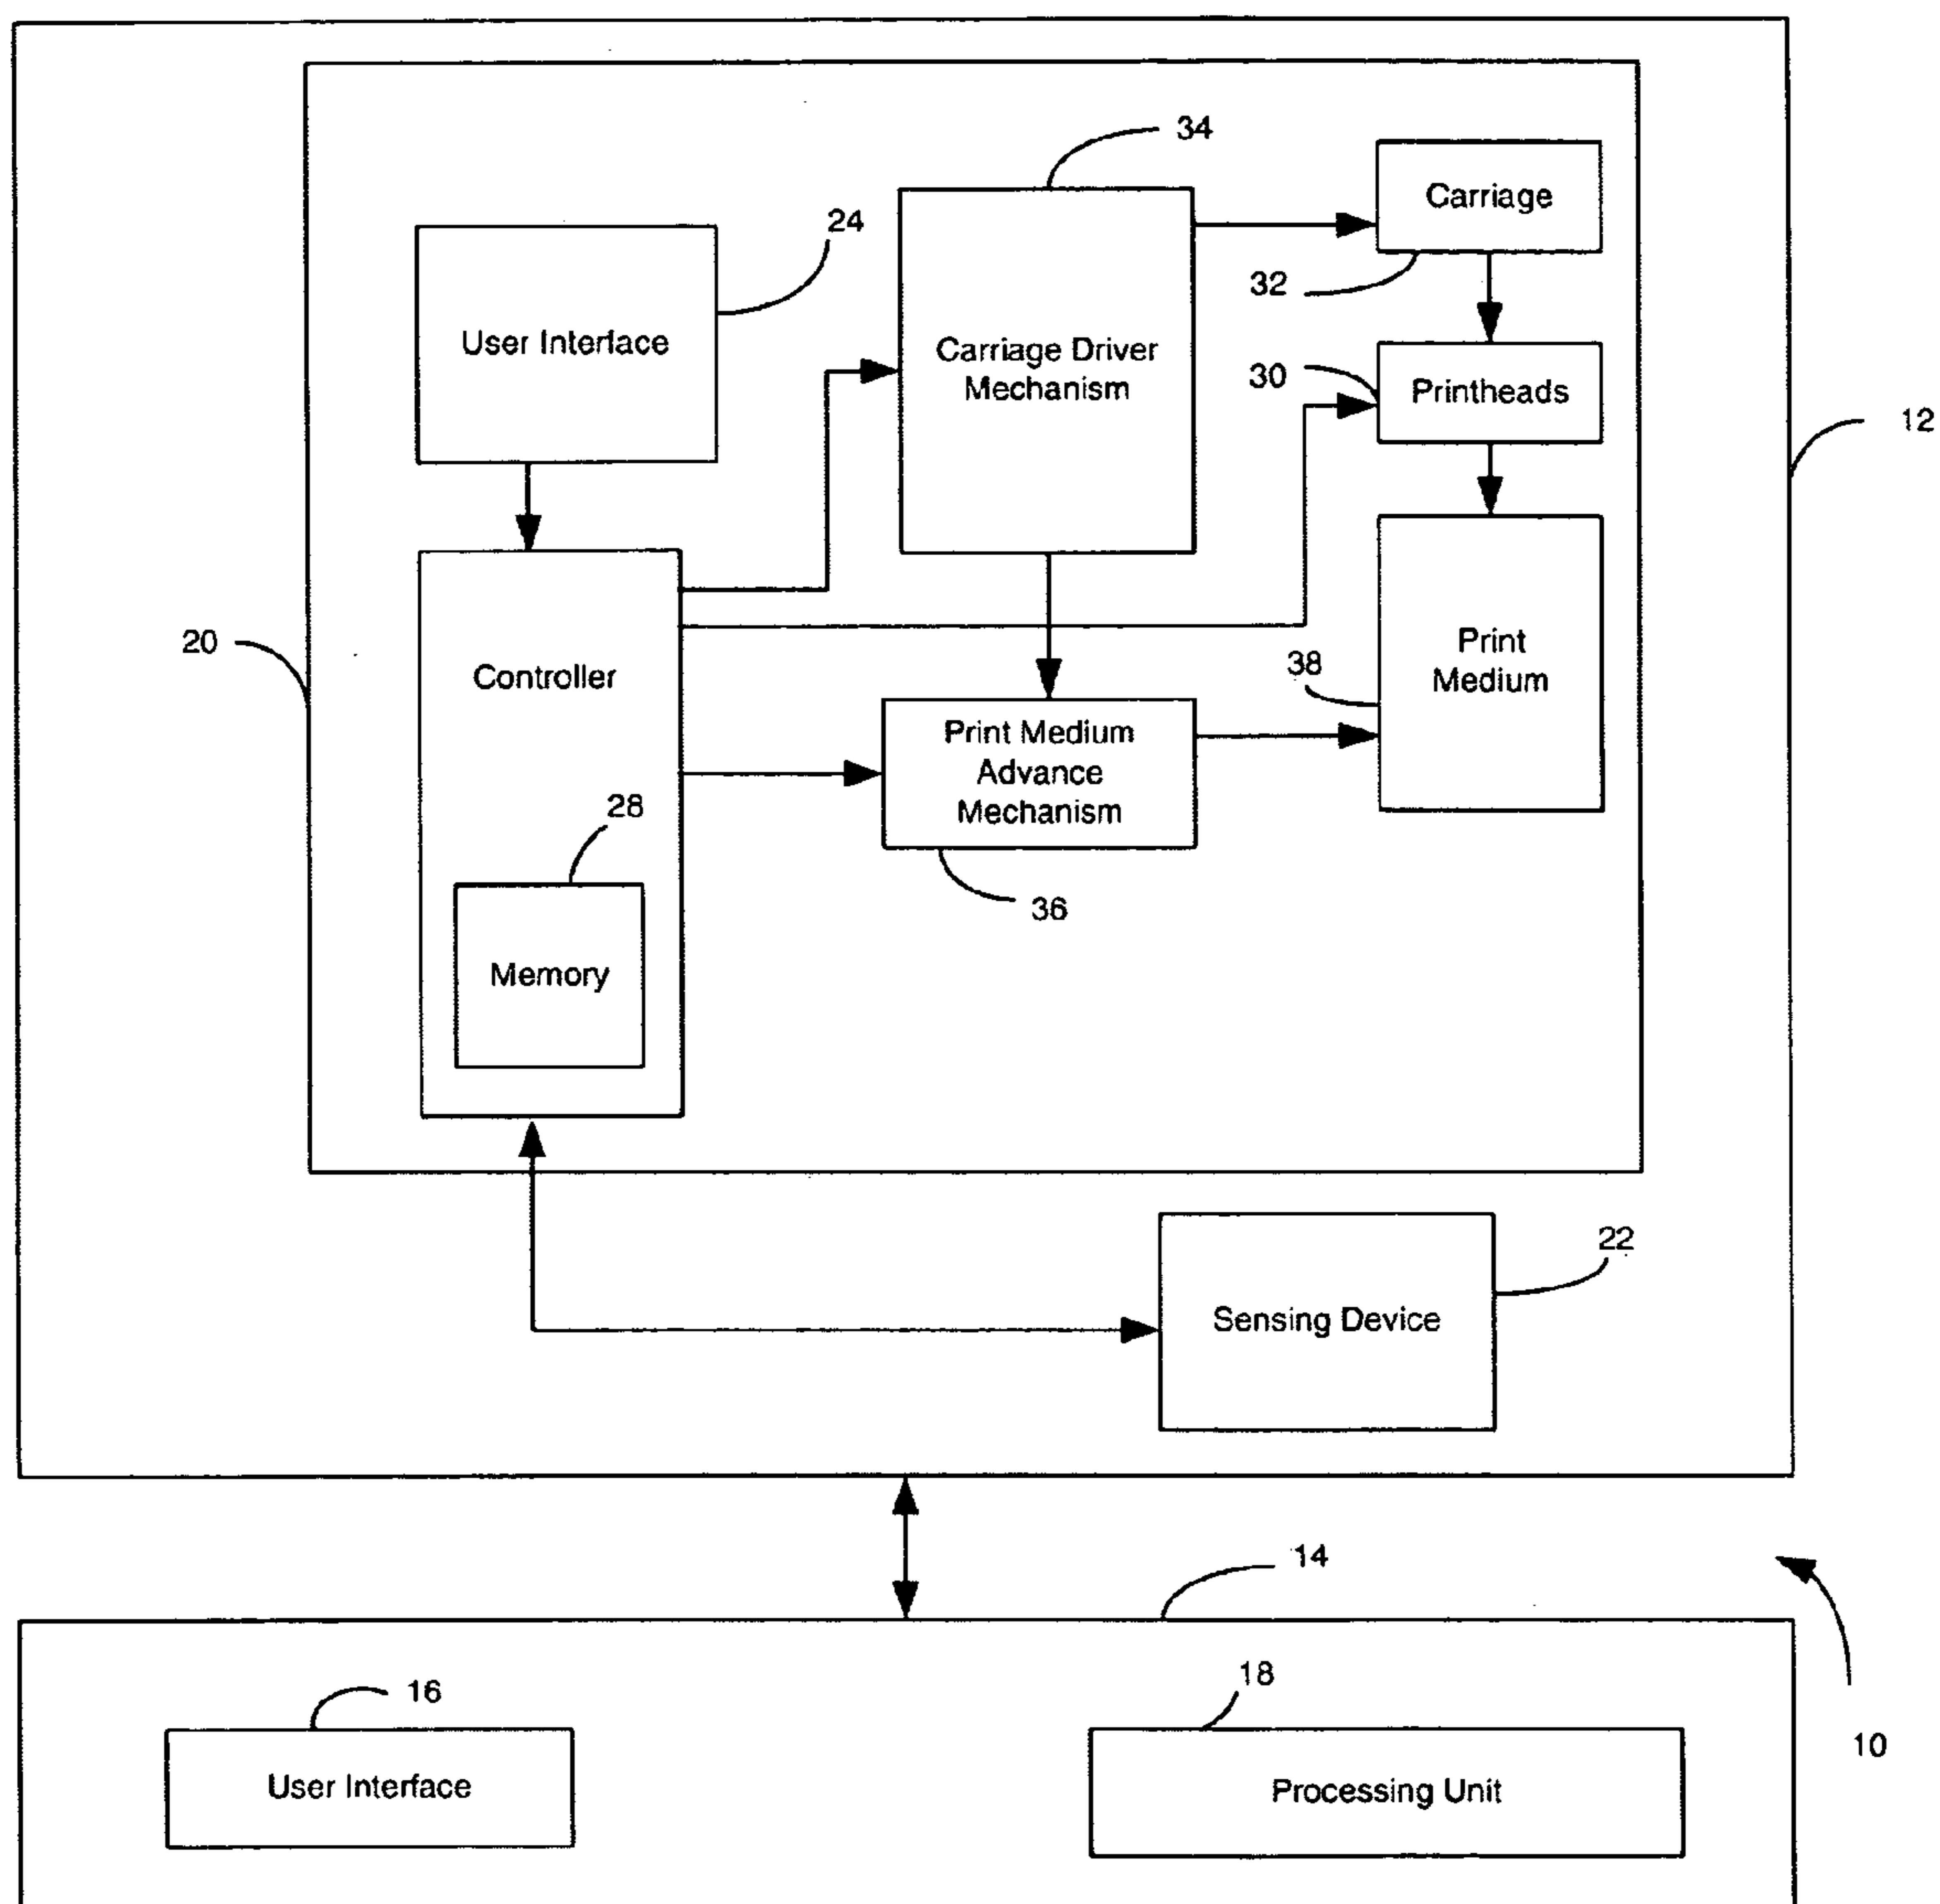 34
Carriage
24
32
User Interface
Carriage Driver
Mechanism
30
Printheads
12
20
Controller
38
Print
Medium
Print Medium
Advance
Mechanism
28
36
Memory
22
Sensing Device
14
16
18
10
User Interface
Processing Unit